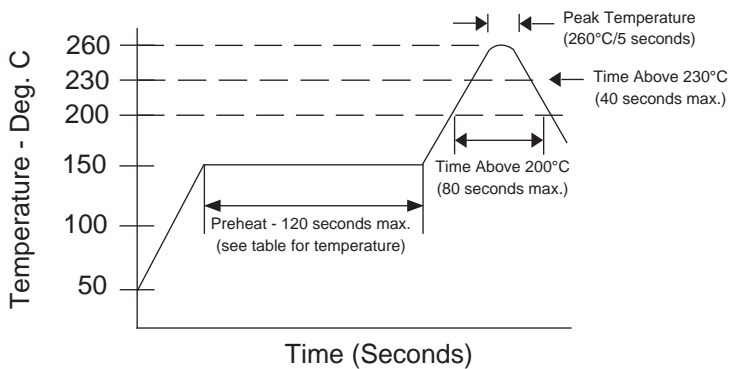 Peak Temperature
(260°C/5 seconds)
260
230
Time Above 230°C
(40 seconds max.)
200
150
Time Above 200°C
(80 seconds max.)
Preheat - 120 seconds max.
(see table for temperature)
100
50
Temperature - Deg. C
Time (Seconds)